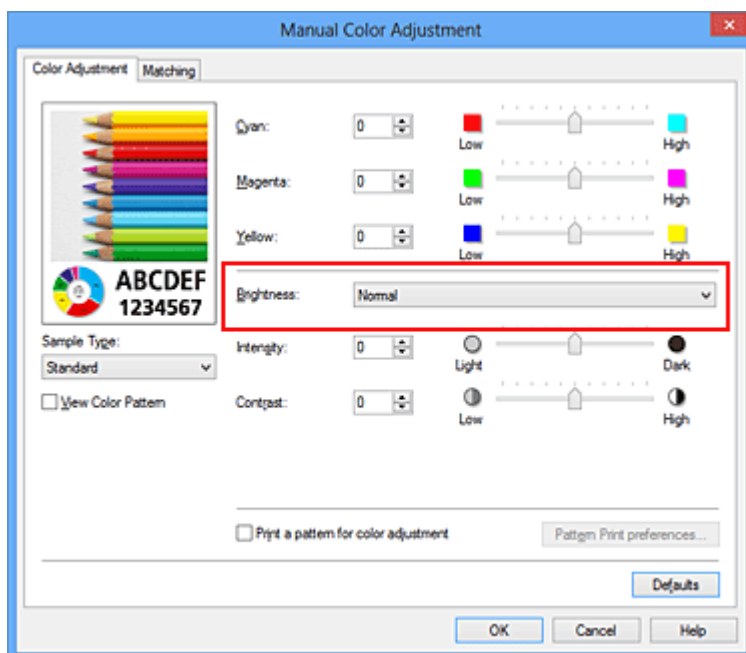 Manual Color Adjustment
Color Adjustment Matching
Cyan: 0 Low High
Magenta: 0 Low High
Yellow: 0 Low High
ABCDEF
1234567
Brightness: Normal
Sample Type:
Standard
Intensity: 0 Light Dark
View Color Pattern
Contrast: 0 Low High
Print a pattern for color adjustment Pattern Print preferences...
Defaults
OK Cancel Help